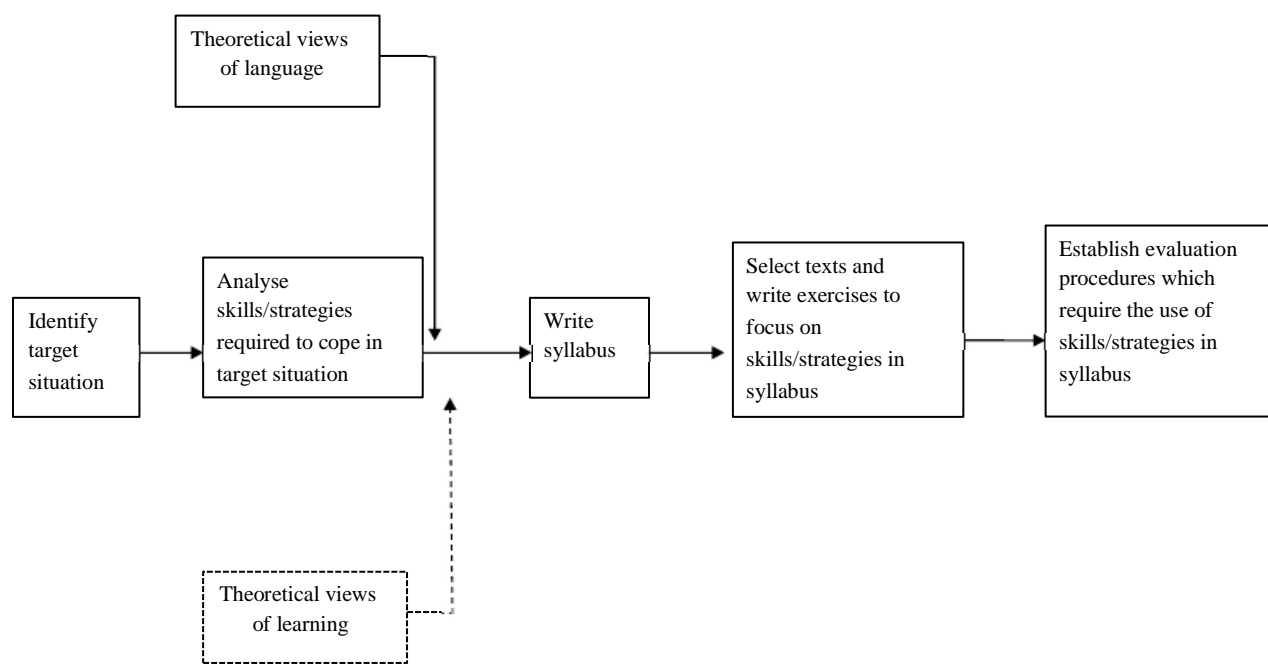 Theoretical views
of language
Identify
target
situation
Analyse
skills/strategies
required to cope in
target situation
Write
syllabus
Select texts and
write exercises to
focus on
skills/strategies in
syllabus
Establish evaluation
procedures which
require the use of
skills/strategies in
syllabus
Theoretical views
of learning